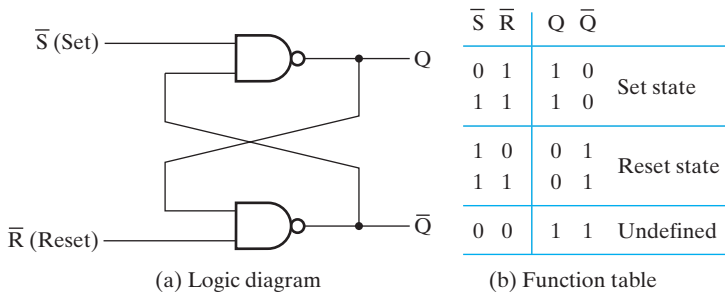 S̅ (Set)
Q
R̅ (Reset)
Q̅
(a) Logic diagram
S̅ R̅ Q Q̅
0 1 1 0
1 1 1 0
Set state
1 0 0 1
1 1 0 1
Reset state
0 0 1 1 Undefined
(b) Function table